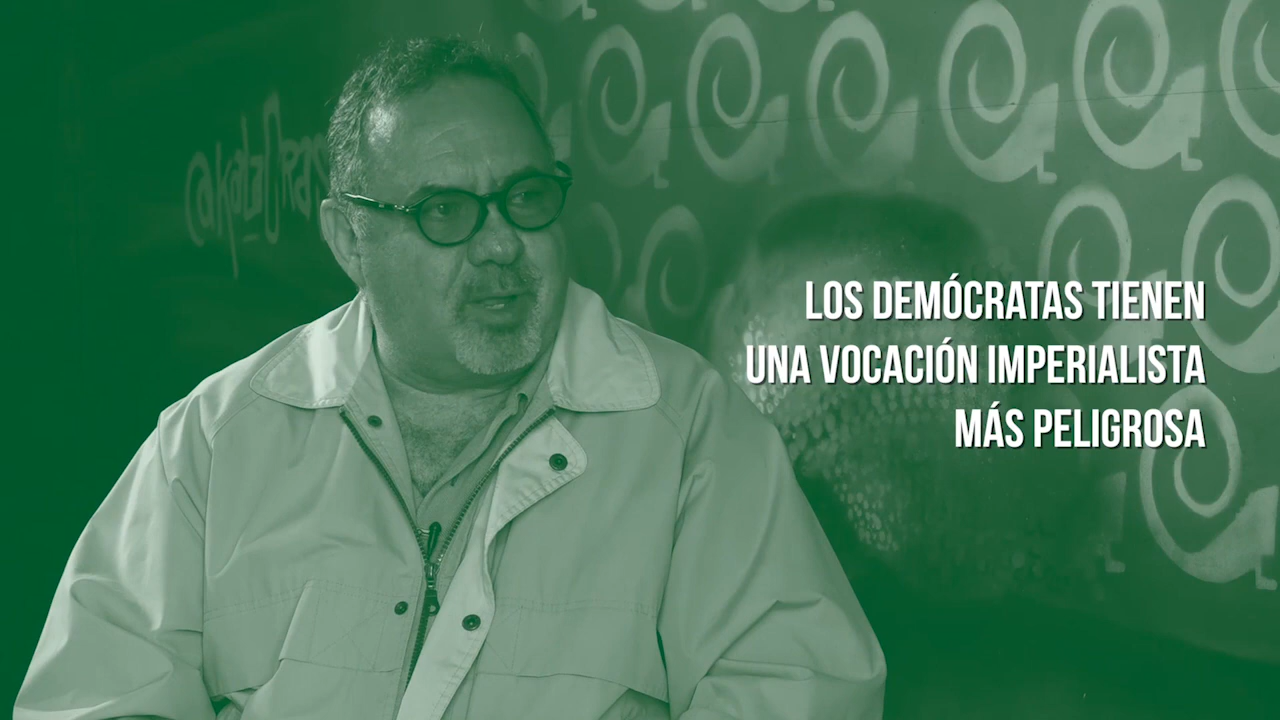 LOS DEMÓCRATAS TIENEN
UNA VOCACIÓN IMPERIALISTA
MÁS PELIGROSA